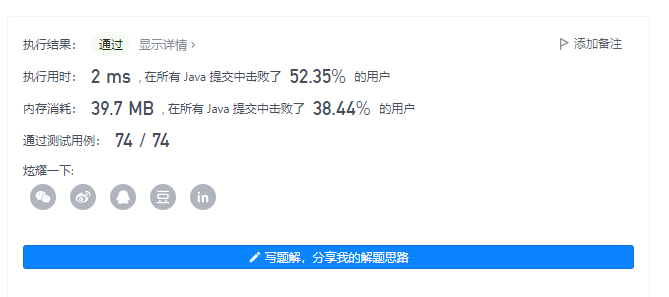 执行结果： 通过 显示详情 › 添加备注
执行用时： 2 ms , 在所有 Java 提交中击败了 52.35% 的用户
内存消耗： 39.7 MB , 在所有 Java 提交中击败了 38.44% 的用户
通过测试用例： 74 / 74
炫耀一下:
豆 in
写题解，分享我的解题思路